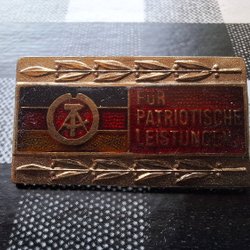 FÜR
PATRIOTISCHE
LEISTUNGEN